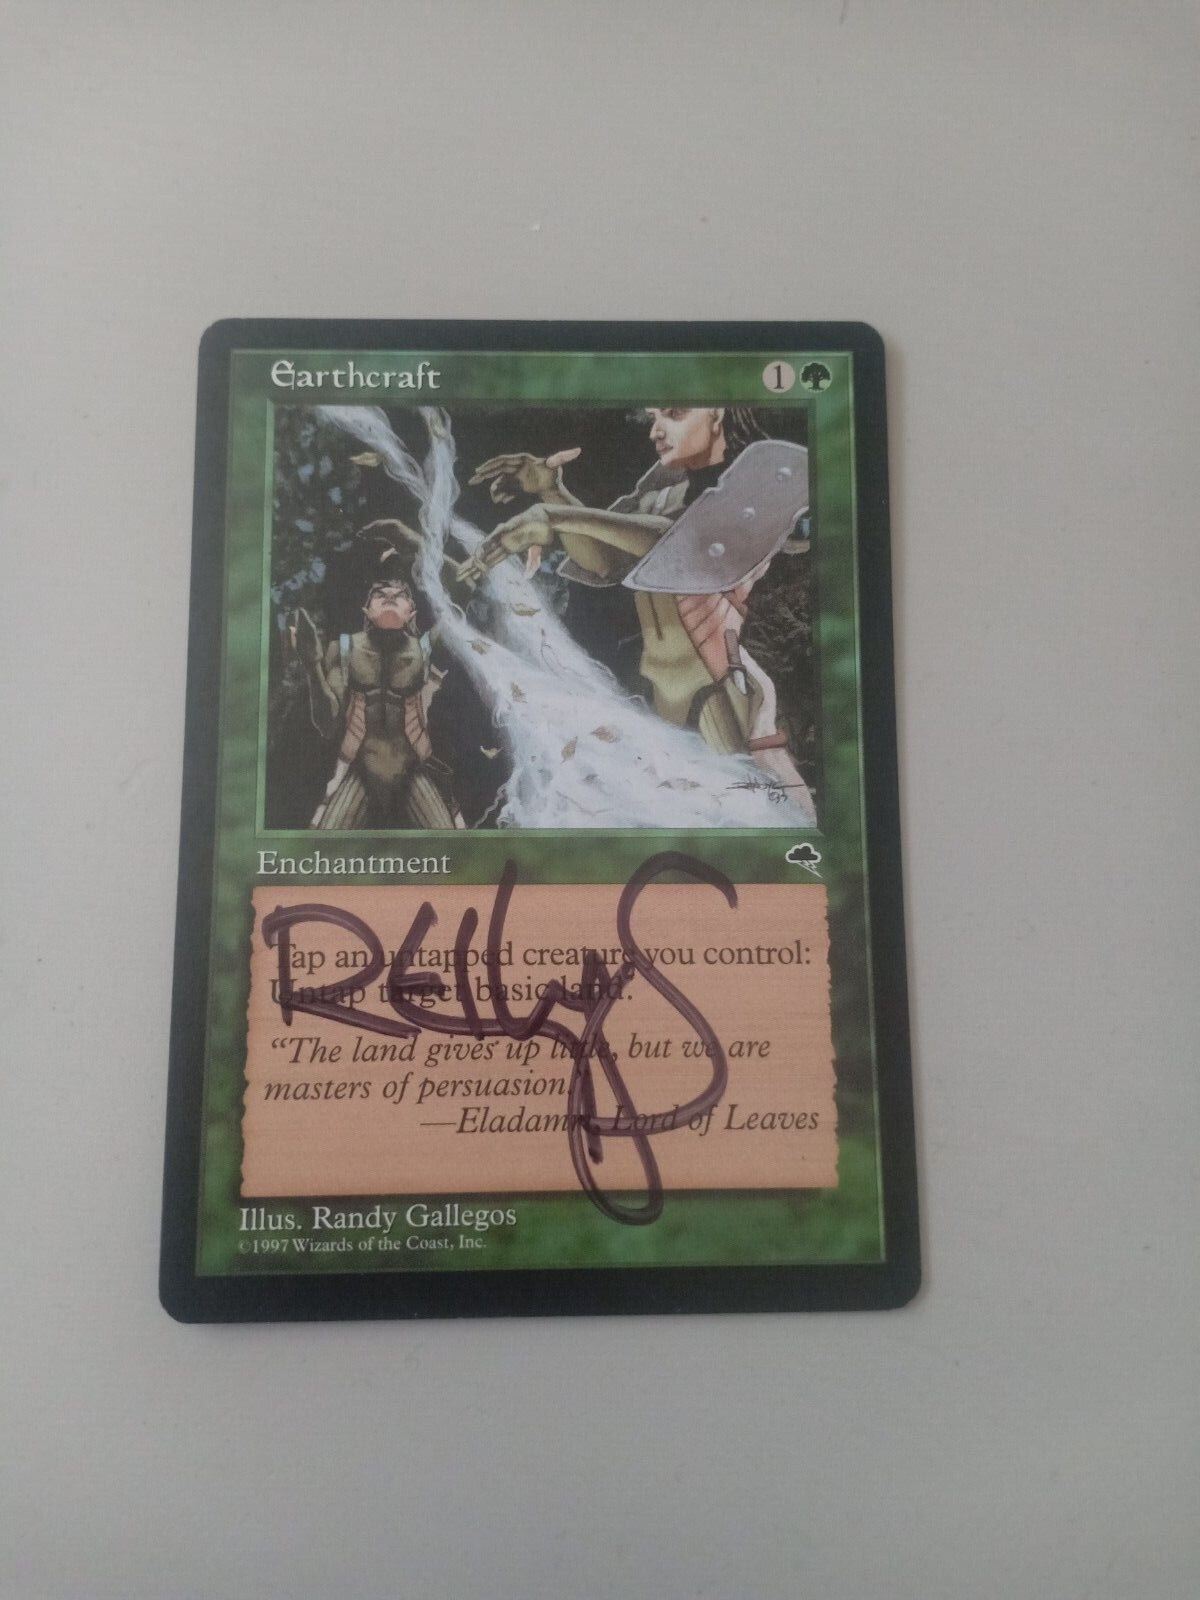 Earthcraft 1
Enchantment
Tap an untapped creature you control:
Untap target basic land.
“The land gives up little, but we are
masters of persuasion.”
—Eladamri, Lord of Leaves
Illus. Randy Gallegos
©1997 Wizards of the Coast, Inc.